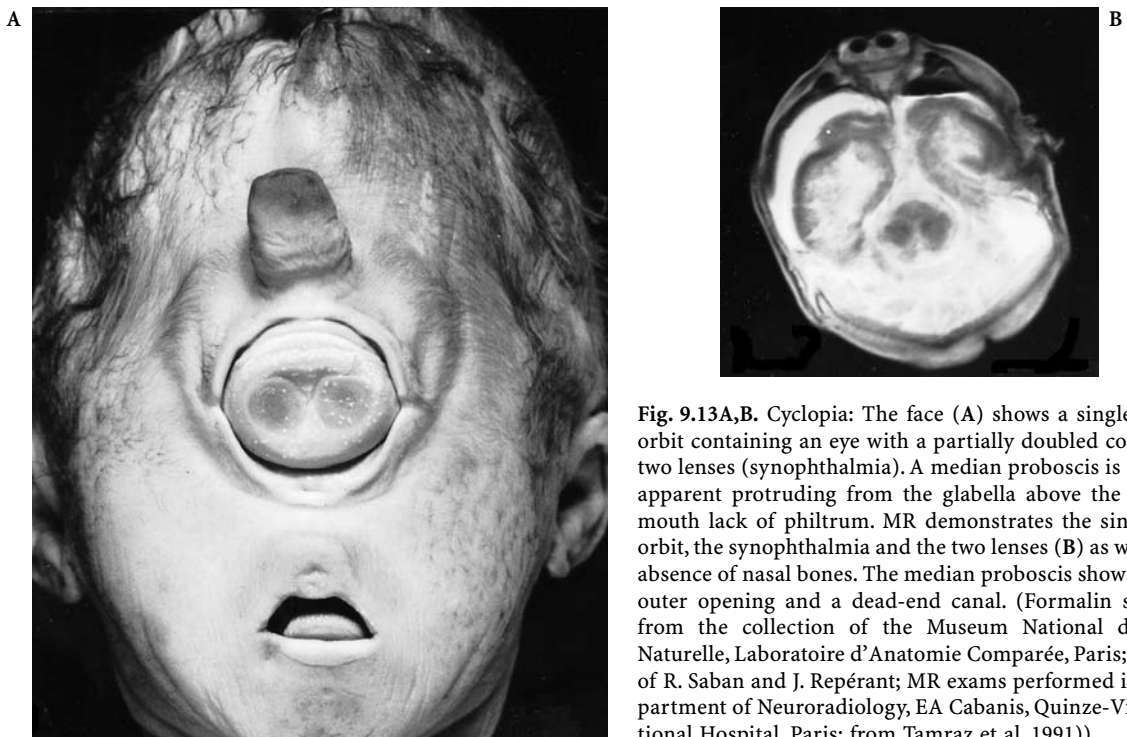 A
B
Fig. 9.13A,B. Cyclopia: The face (A) shows a single
orbit containing an eye with a partially doubled co
two lenses (synophthalmia). A median proboscis is
apparent protruding from the glabella above the
mouth lack of philtrum. MR demonstrates the sin
orbit, the synophthalmia and the two lenses (B) as w
absence of nasal bones. The median proboscis shows
outer opening and a dead-end canal. (Formalin s
from the collection of the Museum National d
Naturelle, Laboratoire d'Anatomie Comparée, Paris;
of R. Saban and J. Repérant; MR exams performed i
partment of Neuroradiology, EA Cabanis, Quinze-Vi
tional Hospital, Paris; from Tamraz et al. 1991))